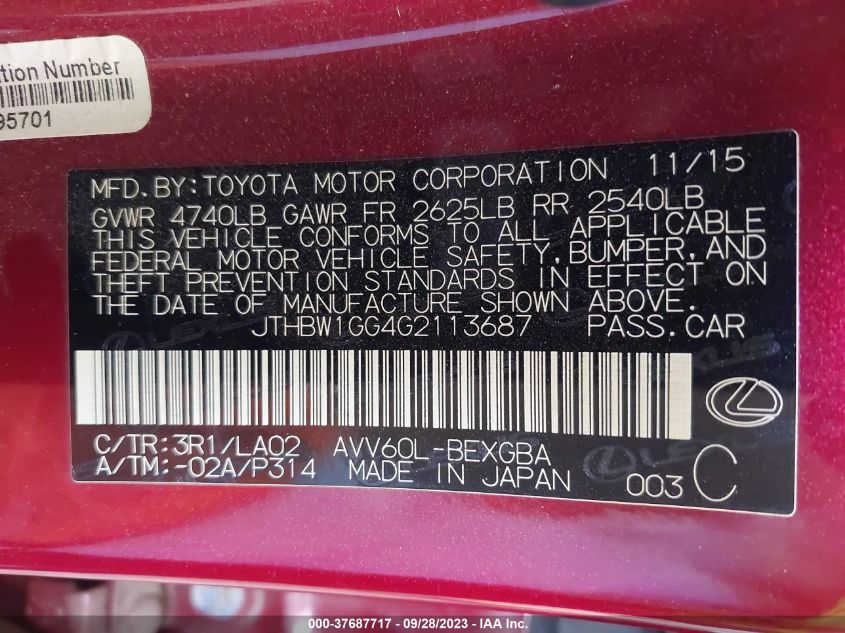 ation Number
95701
MFD. BY: TOYOTA MOTOR CORPORATION 11/15
GVWR 4740LB GAWR FR 2625LB RR 2540LB
THIS VEHICLE CONFORMS TO ALL APPLICABLE
FEDERAL MOTOR VEHICLE SAFETY, BUMPER, AND
THEFT PREVENTION STANDARDS IN EFFECT ON
THE DATE OF MANUFACTURE SHOWN ABOVE.
JTHBW1GG4G2113687 PASS.CAR
C/TR:3R1/LA02 AVV60L-BEXGBA
A/TM:-02A/P314 MADE IN JAPAN 003 C
000-37687717 - 09/28/2023 - IAA Inc.